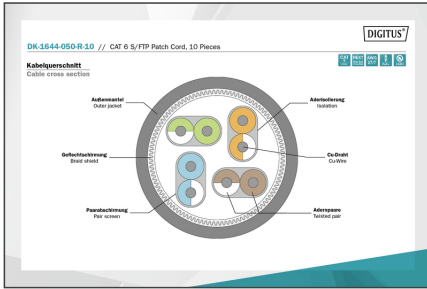 DIGITUS®
DK-1644-050-R-10 // CAT 6 S/FTP Patch Cord, 10 Pieces
Kabelquerschnitt
Cable cross section
Außenmantel
Outer jacket
Aderisolierung
Isolation
Geflechtschirmung
Braid shield
Cu-Draht
Cu-Wire
Paarabschirmung
Pair screen
Adernpaare
Twisted pair